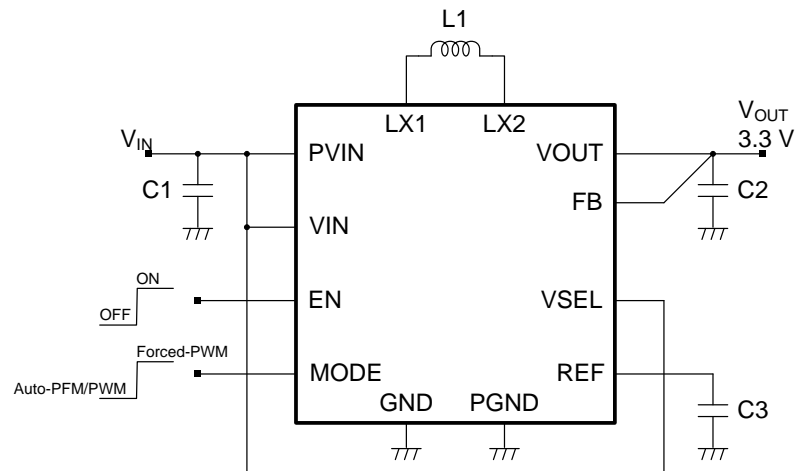 L1
LX1 LX2
VIN
VOUT
3.3 V
PVIN
VOUT
C1
C2
FB
VIN
ON
OFF
EN
VSEL
Forced-PWM
Auto-PFM/PWM
MODE
REF
GND PGND
C3